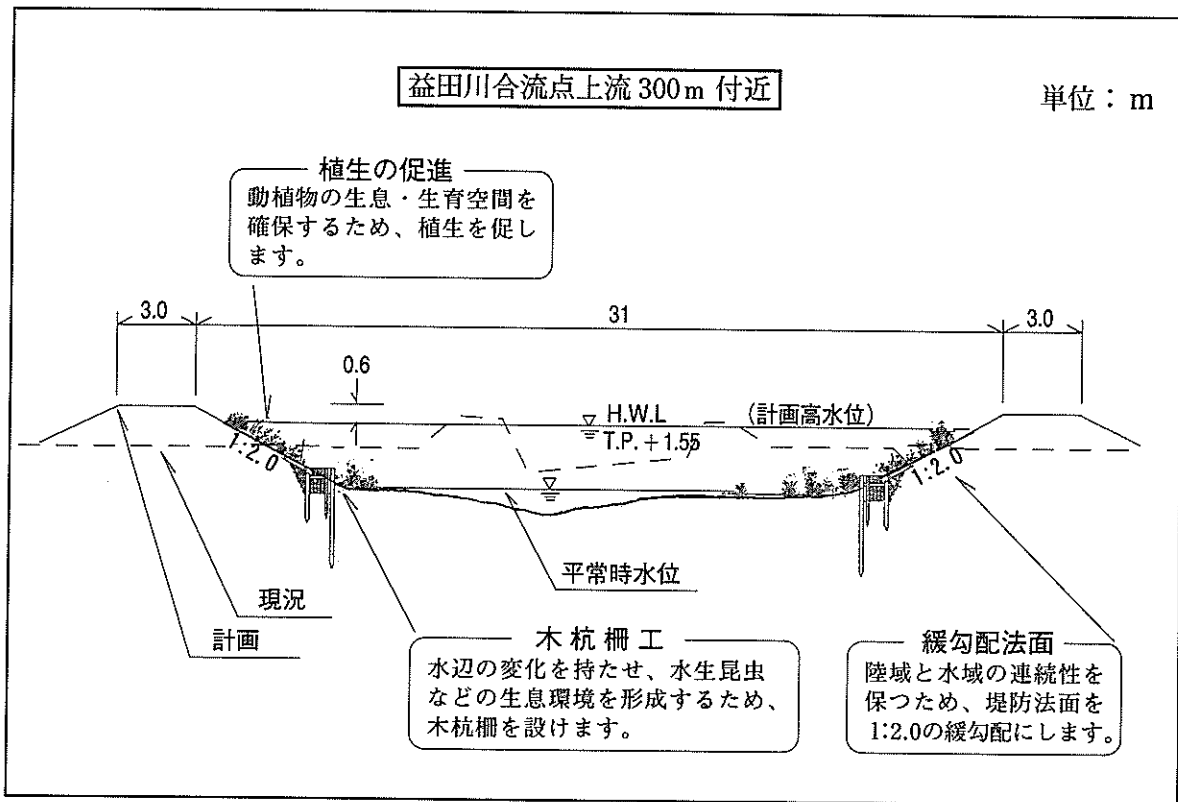 益田川合流点上流300m 付近
単位：m
植生の促進
動植物の生息・生育空間を
確保するため、植生を促し
ます。
3.0
31
3.0
0.6
H.W.L
(計画高水位)
T.P.＋1.55
1:2.0
1:2.0
平常時水位
現況
計画
木杭柵工
水辺の変化を持たせ、水生昆虫
などの生息環境を形成するため、
木杭柵を設けます。
緩勾配法面
陸域と水域の連続性を
保つため、堤防法面を
1:2.0の緩勾配にします。